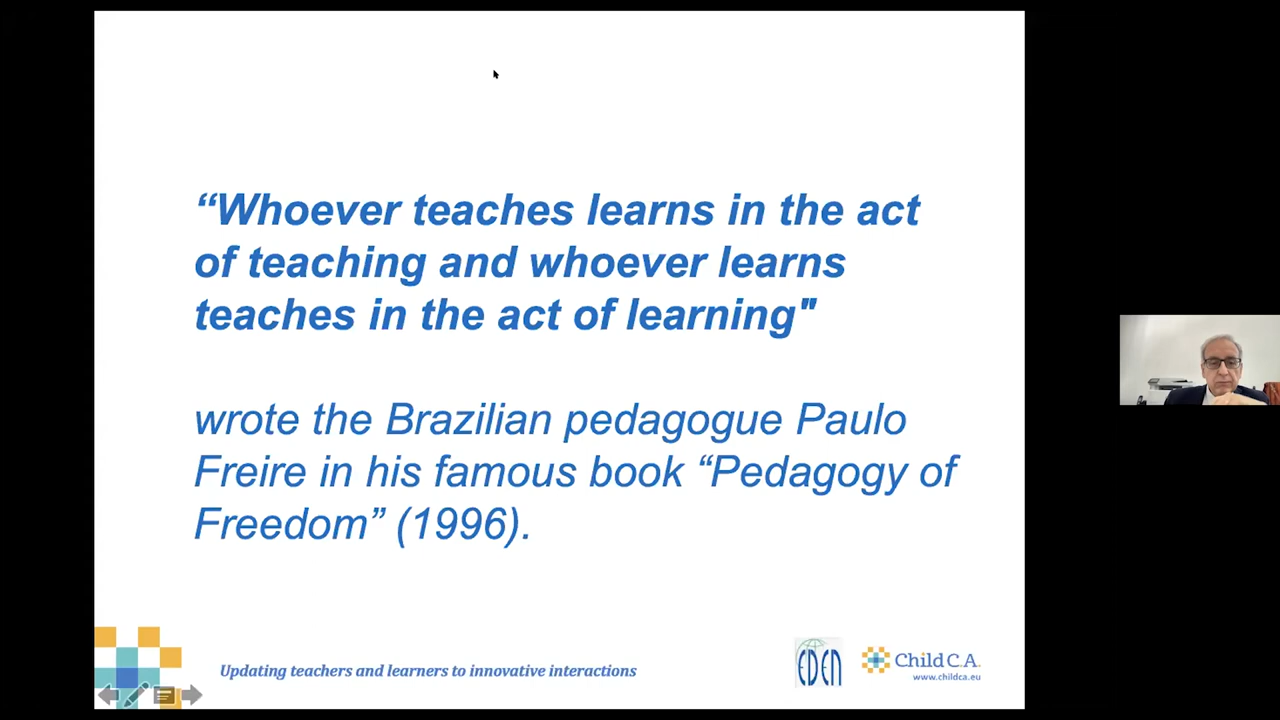 “Whoever teaches learns in the act
of teaching and whoever learns
teaches in the act of learning"
wrote the Brazilian pedagogue Paulo
Freire in his famous book “Pedagogy of
Freedom” (1996).
Updating teachers and learners to innovative interactions
EDEN
Child C.A.
www.childca.eu